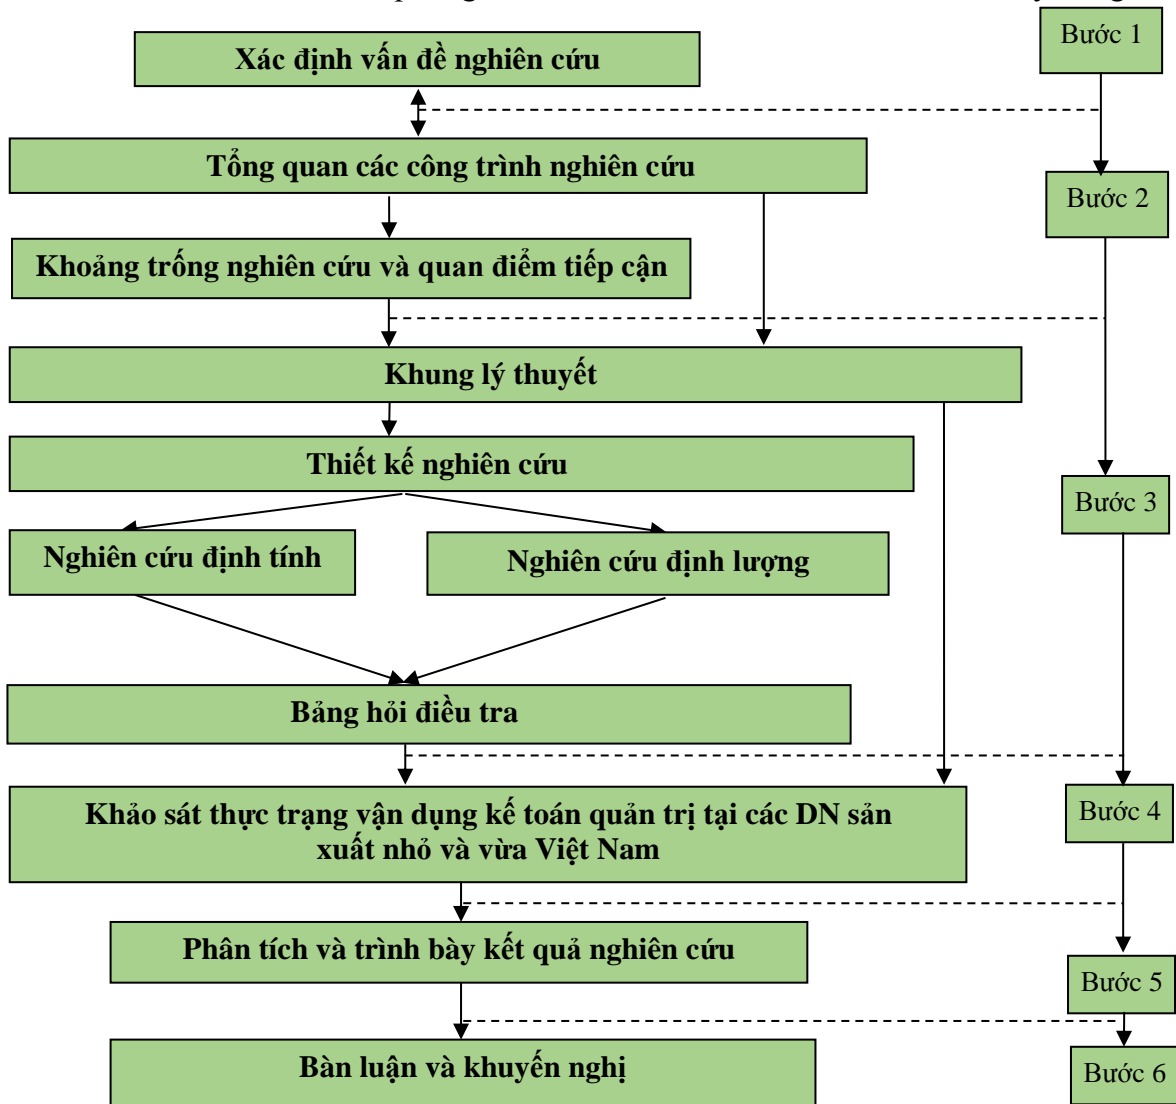 Bước 1
Xác định vấn đề nghiên cứu
Tổng quan các công trình nghiên cứu
Bước 2
Khoảng trống nghiên cứu và quan điểm tiếp cận
Khung lý thuyết
Thiết kế nghiên cứu
Bước 3
Nghiên cứu định tính
Nghiên cứu định lượng
Bảng hỏi điều tra
Khảo sát thực trạng vận dụng kế toán quản trị tại các DN sản
xuất nhỏ và vừa Việt Nam
Bước 4
Phân tích và trình bày kết quả nghiên cứu
Bước 5
Bàn luận và khuyến nghị
Bước 6